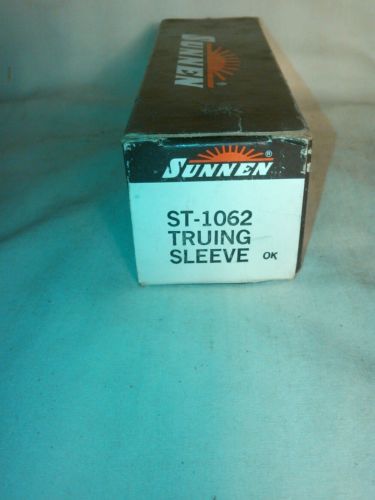 SUNNEN
SUNNEN®
ST-1062
TRUING
SLEEVE OK